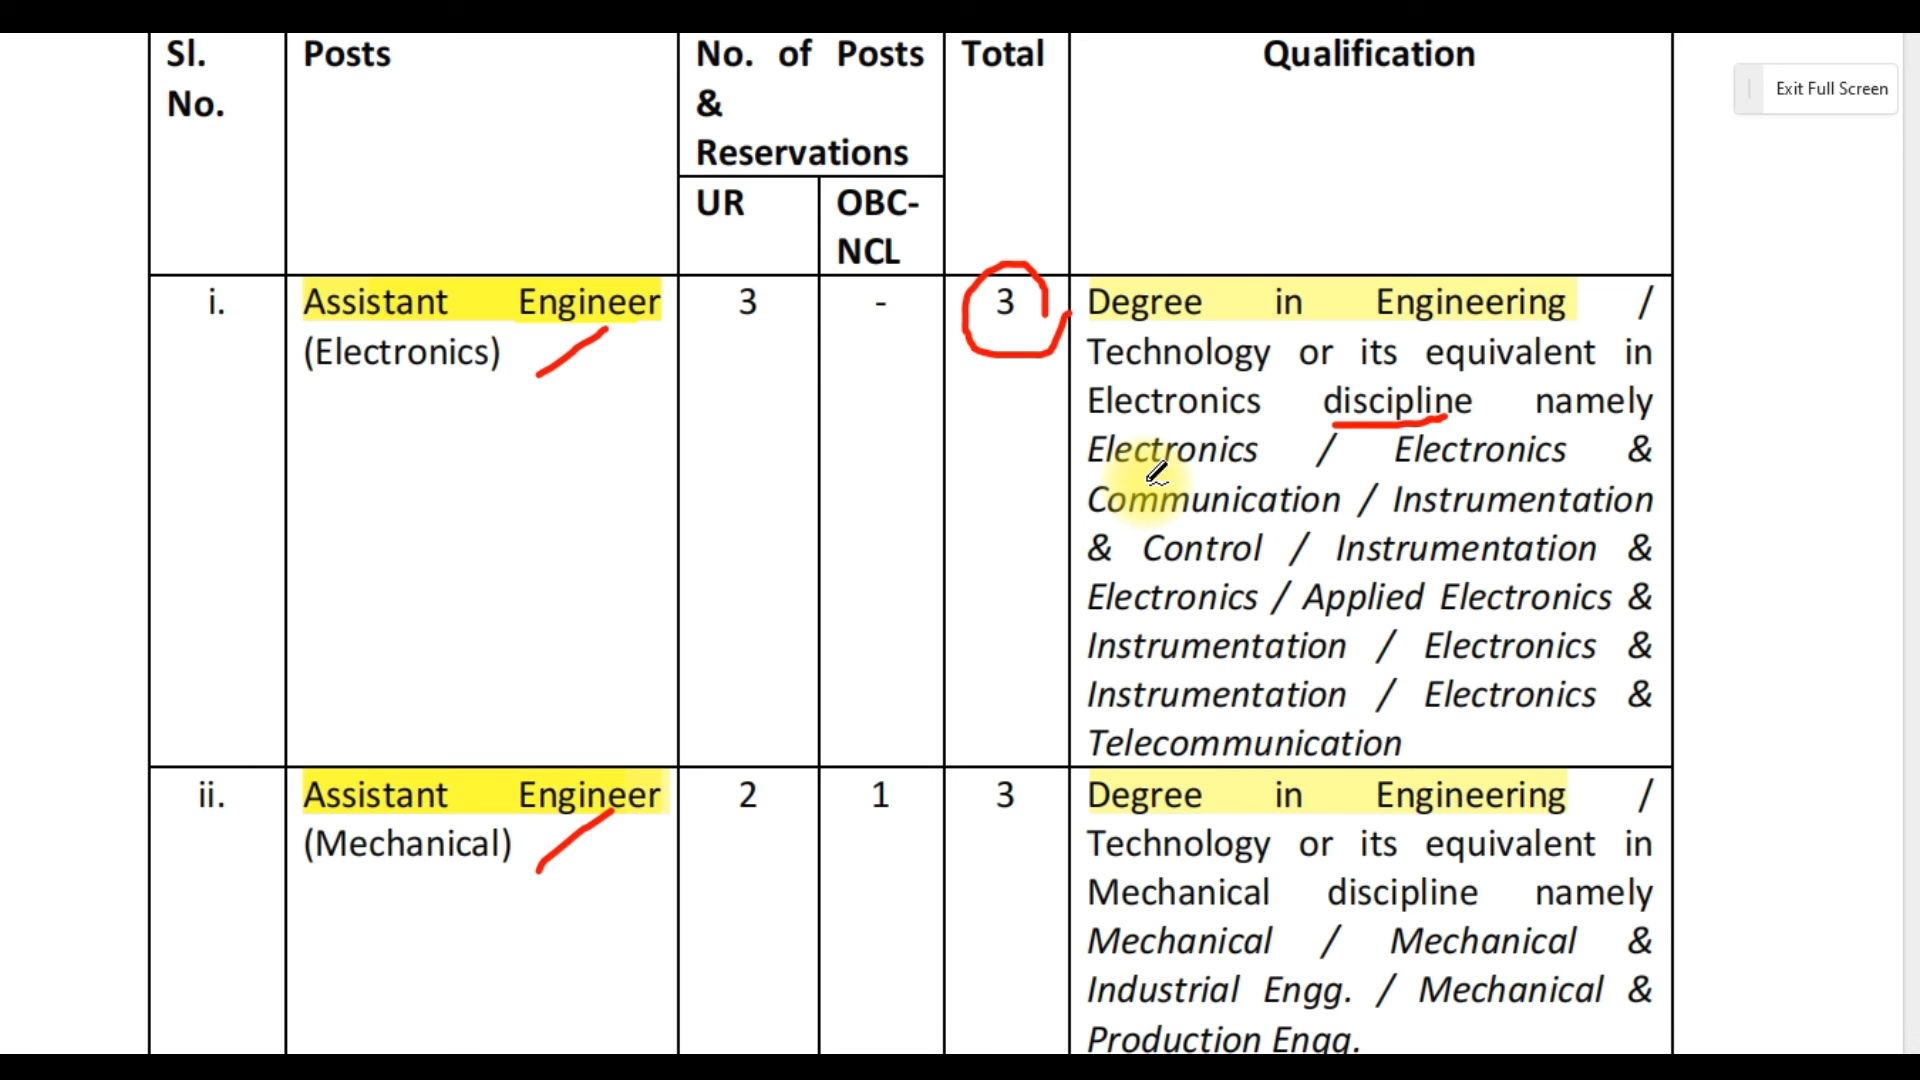 Sl. No.
Posts
No. of Posts & Reservations
Total
Qualification
Exit Full Screen
UR
OBC-NCL
i.
Assistant Engineer
(Electronics)
3
-
3
Degree in Engineering /
Technology or its equivalent in
Electronics discipline namely
Electronics / Electronics &
Communication / Instrumentation
& Control / Instrumentation &
Electronics / Applied Electronics &
Instrumentation / Electronics &
Instrumentation / Electronics &
Telecommunication
ii.
Assistant Engineer
(Mechanical)
2
1
3
Degree in Engineering /
Technology or its equivalent in
Mechanical discipline namely
Mechanical / Mechanical &
Industrial Engg. / Mechanical &
Production Engg.